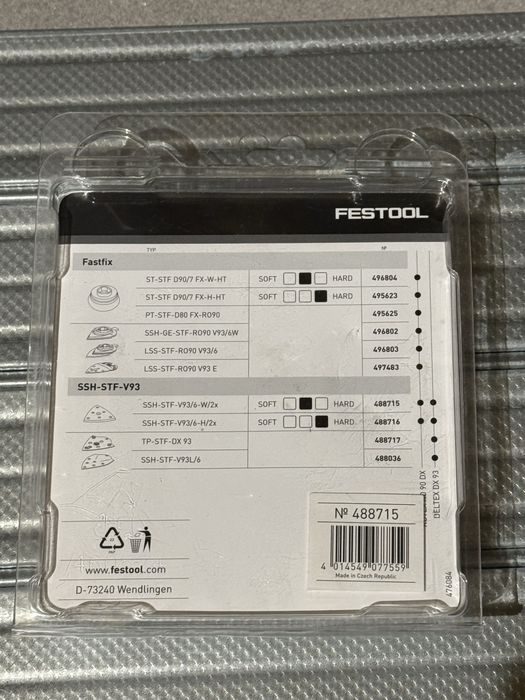 FESTOOL
TYP Nº
Fastfix
ST-STF D90/7 FX-W-HT SOFT HARD 496804
ST-STF D90/7 FX-H-HT SOFT HARD 495623
PT-STF-D80 FX-RO90 495625
SSH-GE-STF-RO90 V93/6W 496802
LSS-STF-RO90 V93/6 496803
LSS-STF-RO90 V93 E 497483
SSH-STF-V93
SSH-STF-V93/6-W/2x SOFT HARD 488715
SSH-STF-V93/6-H/2x SOFT HARD 488716
TP-STF-DX 93 488717
SSH-STF-V93L/6 488036
90 DX
DELTEX DX 93
Nº 488715
4 014549 077559
Made in Czech Republic
www.festool.com
D-73240 Wendlingen
476084